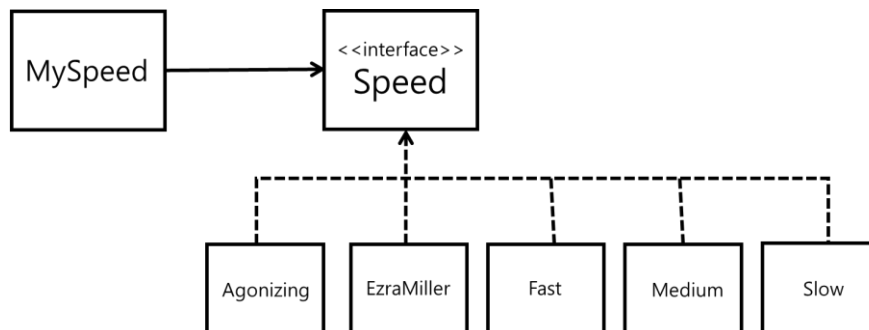 MySpeed
<<interface>>
Speed
Agonizing
EzraMiller
Fast
Medium
Slow